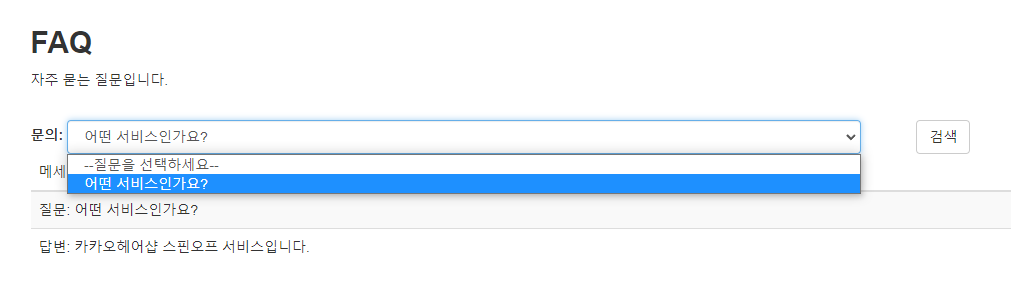 FAQ
자주 묻는 질문입니다.
문의: 어떤 서비스인가요? 검색
--질문을 선택하세요--
어떤 서비스인가요?
메세
질문: 어떤 서비스인가요?
답변: 카카오헤어샵 스핀오프 서비스입니다.